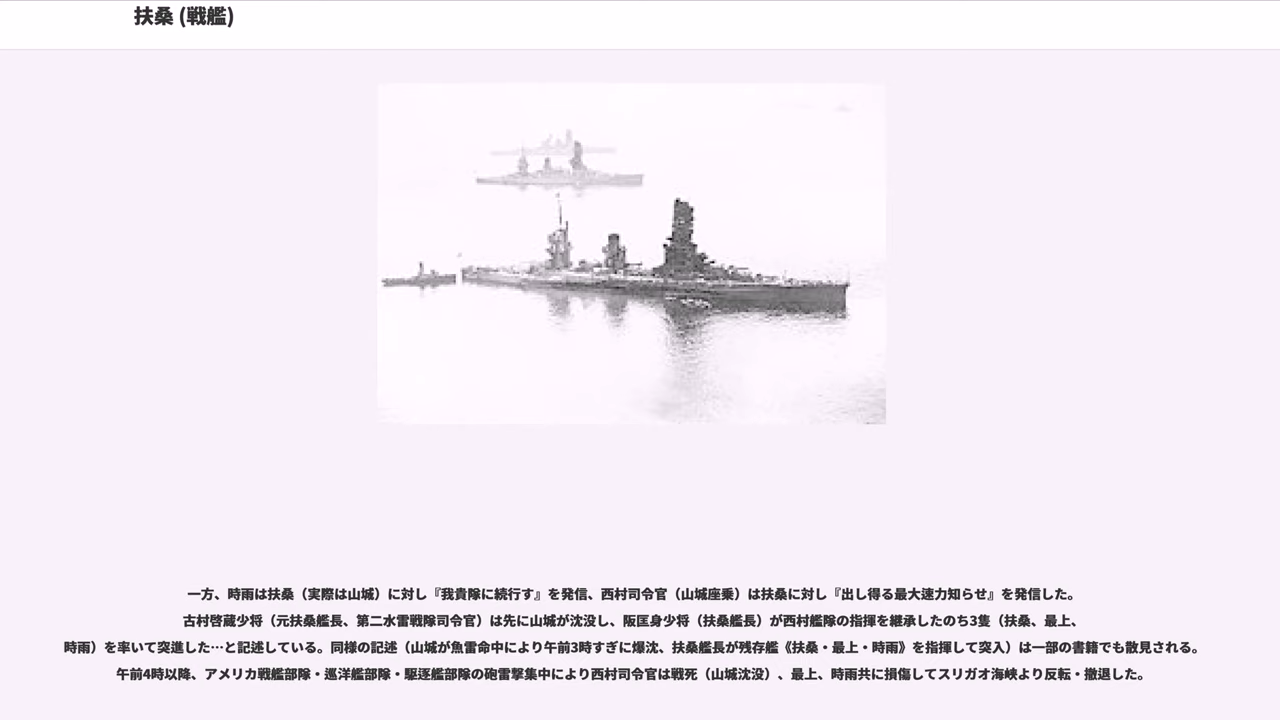 扶桑 (戦艦)
一方、時雨は扶桑（実際は山城）に対し『我貴隊に続行す』を発信、西村司令官（山城座乗）は扶桑に対し『出し得る最大速力知らせ』を発信した。
古村啓蔵少将（元扶桑艦長、第二水雷戦隊司令官）は先に山城が沈没し、阪匡身少将（扶桑艦長）が西村艦隊の指揮を継承したのち3隻（扶桑、最上、
時雨）を率いて突進した…と記述している。同様の記述（山城が魚雷命中により午前3時すぎに爆沈、扶桑艦長が残存艦《扶桑・最上・時雨》を指揮して突入）は一部の書籍でも散見される。
午前4時以降、アメリカ戦艦部隊・巡洋艦部隊・駆逐艦部隊の砲雷撃集中により西村司令官は戦死（山城沈没）、最上、時雨共に損傷してスリガオ海峡より反転・撤退した。